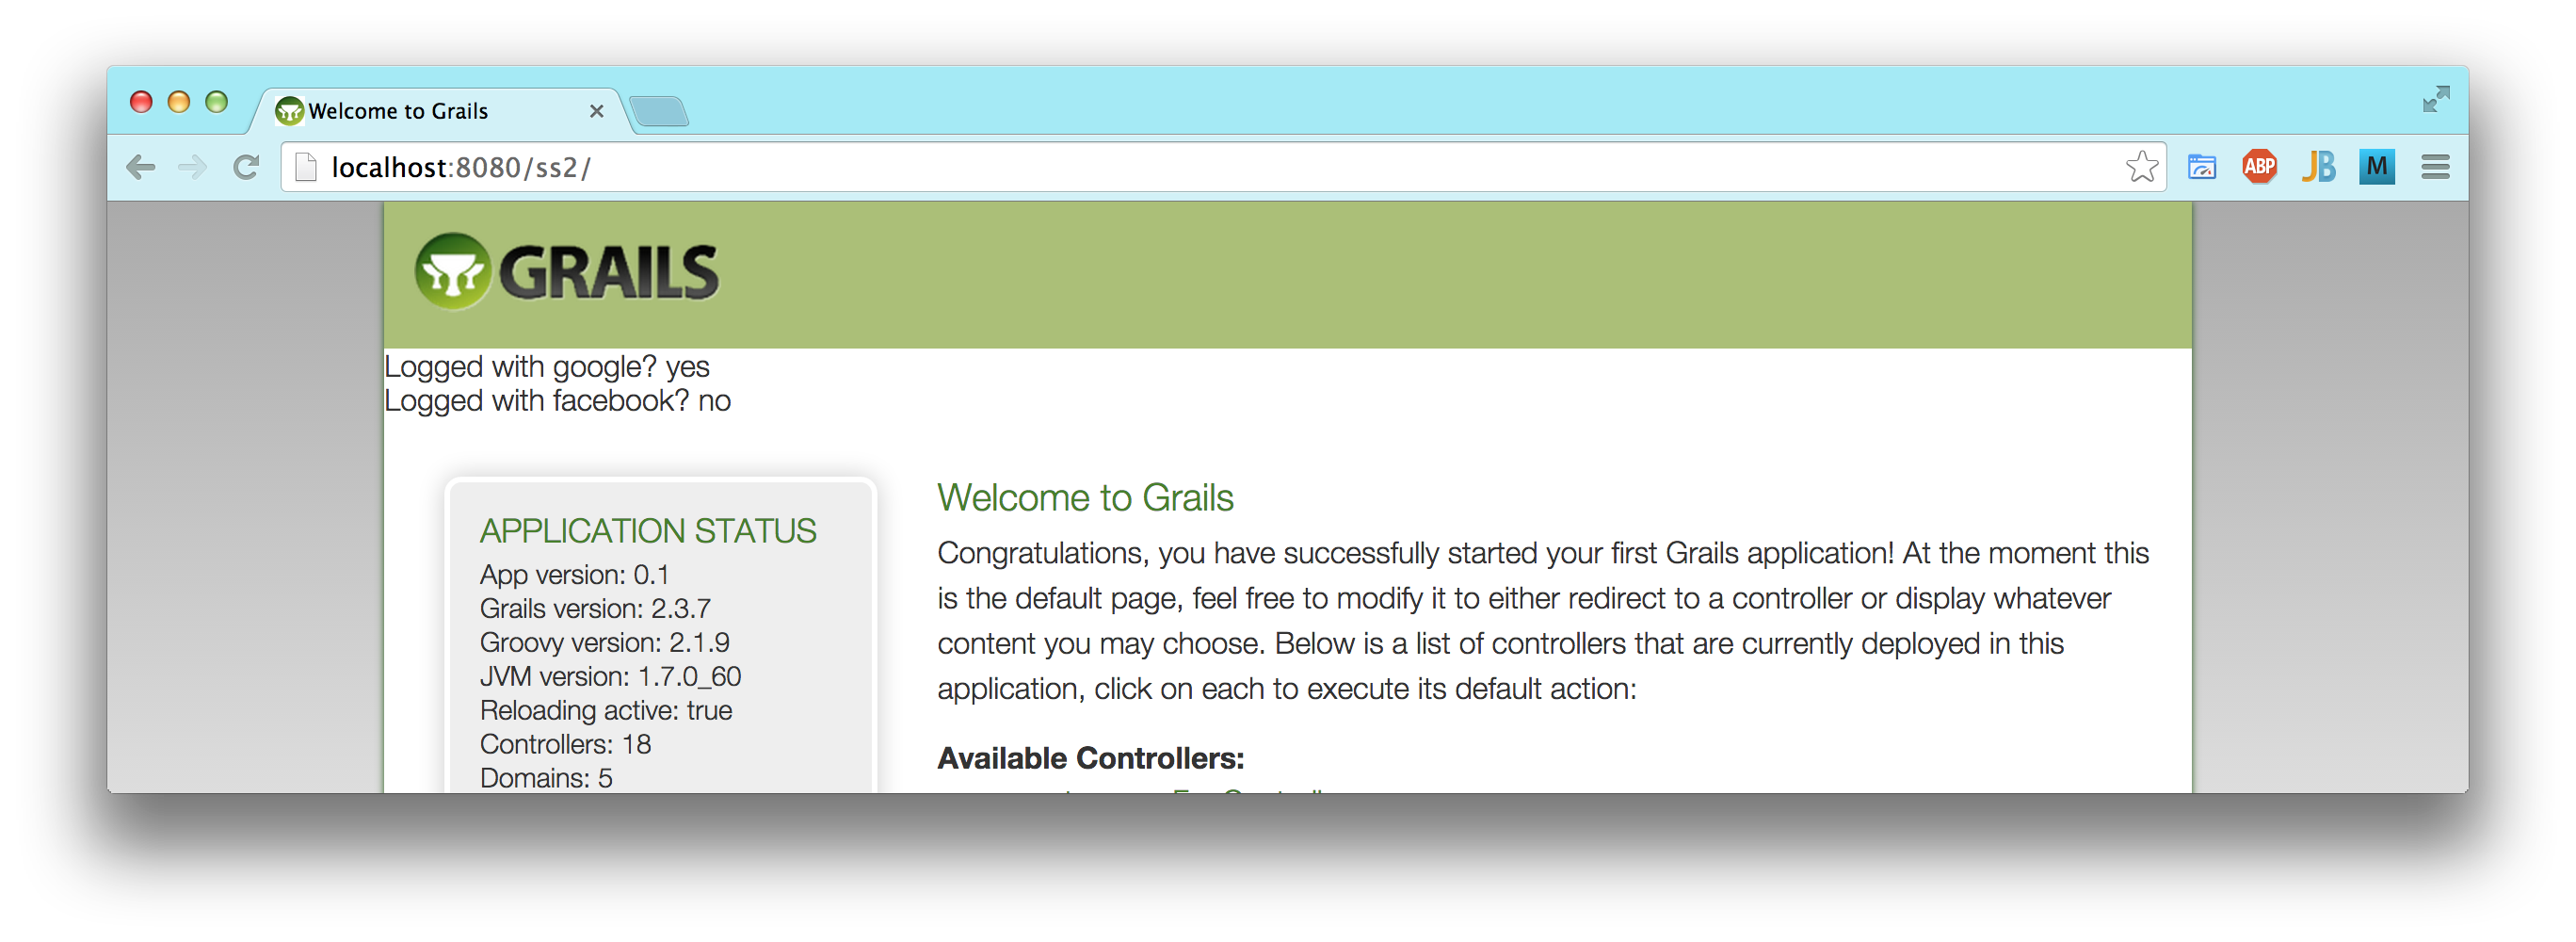 Welcome to Grails
localhost:8080/ss2/
ABP
JB
M
GRAILS
Logged with google? yes
Logged with facebook? no
APPLICATION STATUS
App version: 0.1
Grails version: 2.3.7
Groovy version: 2.1.9
JVM version: 1.7.0_60
Reloading active: true
Controllers: 18
Domains: 5
Welcome to Grails
Congratulations, you have successfully started your first Grails application! At the moment this
is the default page, feel free to modify it to either redirect to a controller or display whatever
content you may choose. Below is a list of controllers that are currently deployed in this
application, click on each to execute its default action:
Available Controllers: